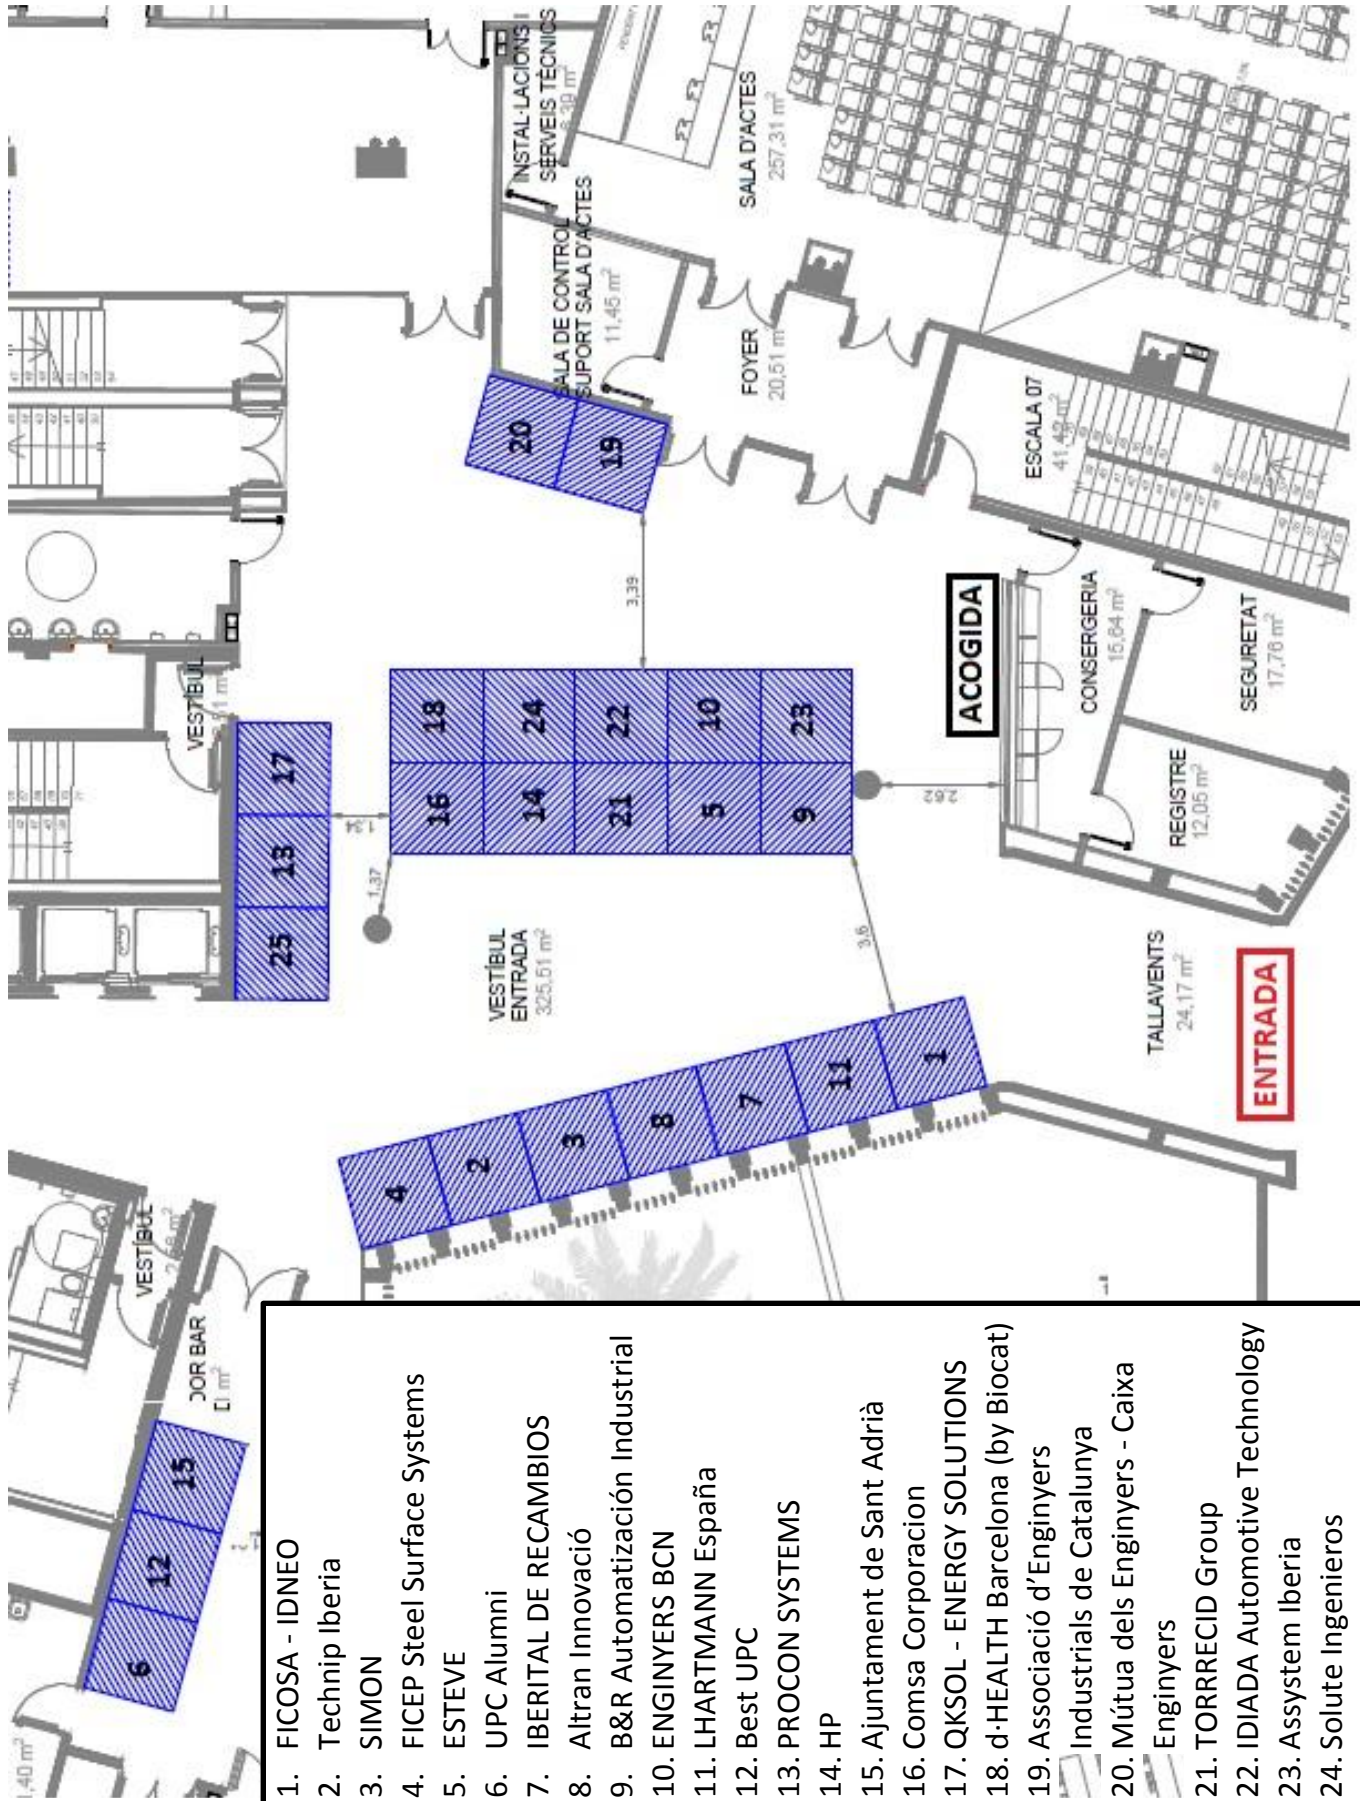 1. FICOSA - IDNEO
2. Technip Iberia
3. SIMON
4. FICEP Steel Surface Systems
5. ESTEVE
6. UPC Alumni
7. IBERITAL DE RECAMBIOS
8. Altran Innovació
9. B&R Automatización Industrial
10. ENGINYERS BCN
11. LHARTMANN España
12. Best UPC
13. PROCON SYSTEMS
14. HP
15. Ajuntament de Sant Adrià
16. Comsa Corporacion
17. QKSOL - ENERGY SOLUTIONS
18. d·HEALTH Barcelona (by Biocat)
19. Associació d'Enginyers
Industrials de Catalunya
20. Mútua dels Enginyers - Caixa
Enginyers
21. TORRRECID Group
22. IDIADA Automotive Technology
23. Assystem Iberia
24. Solute Ingenieros
1,40 m²
6
12
15
DOR BAR
VESTÍBUL
4
2
3
8
7
11
1
25
13
17
VESTÍBUL
1,37
VESTÍBUL
ENTRADA
325,51 m²
3,6
16
18
14
24
21
22
5
10
9
23
3,39
2,62
20
19
SALA DE CONTROL
SUPORT SALA D'ACTES
11,45 m²
INSTAL·LACIONS I
SERVEIS TÈCNICS
FOYER
20,51 m²
SALA D'ACTES
257,31 m²
ACOGIDA
ESCALA 07
CONSERGERIA
15,64 m²
REGISTRE
12,05 m²
SEGURETAT
17,76 m²
TALLAVENTS
24,17 m²
ENTRADA